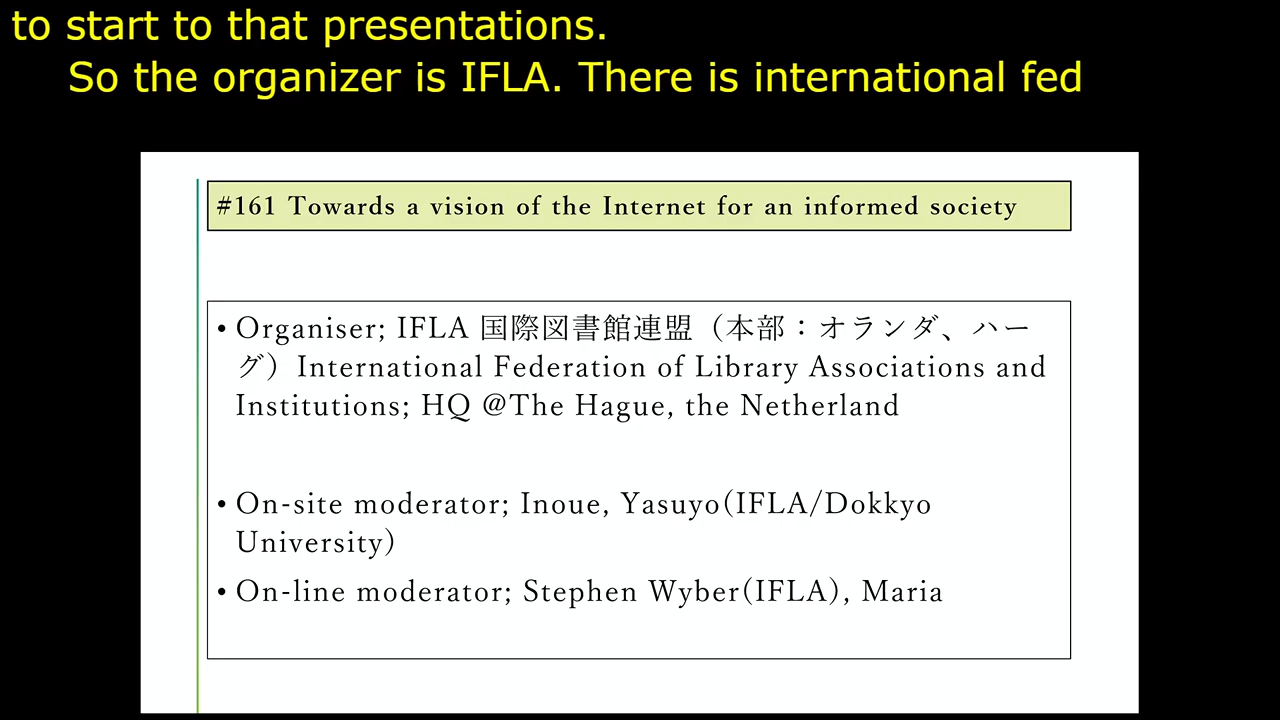 to start to that presentations.
So the organizer is IFLA. There is international fed
#161 Towards a vision of the Internet for an informed society
• Organiser; IFLA 国際図書館連盟（本部：オランダ、ハー
グ）International Federation of Library Associations and
Institutions; HQ @The Hague, the Netherland
• On-site moderator; Inoue, Yasuyo(IFLA/Dokkyo
University)
• On-line moderator; Stephen Wyber(IFLA), Maria